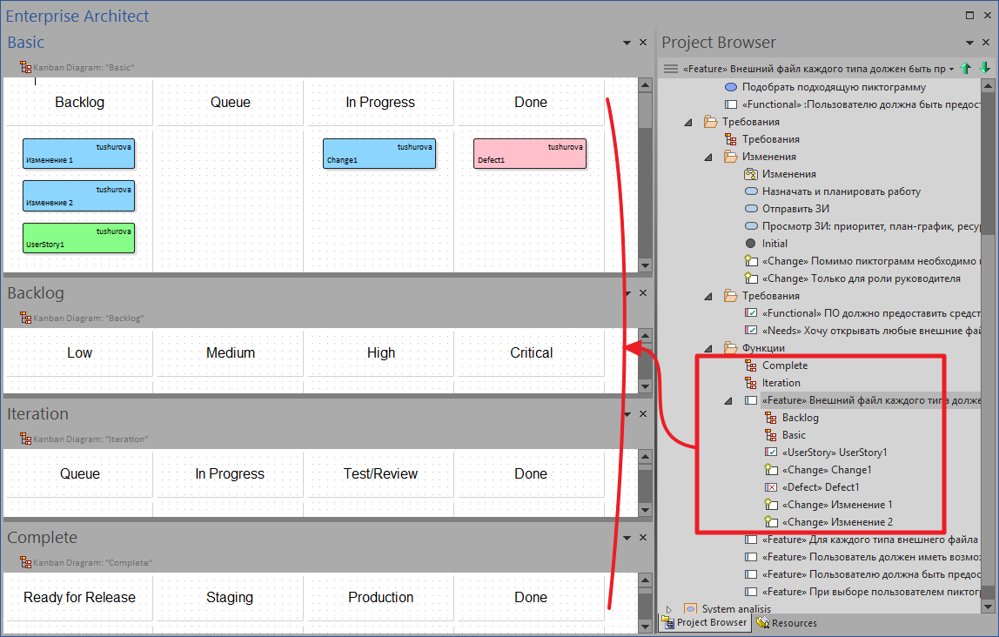 Enterprise Architect
Basic
Kanban Diagram: "Basic"
Backlog
Queue
In Progress
Done
tushurova
Изменение 1
tushurova
Изменение 2
tushurova
UserStory1
tushurova
Change1
tushurova
Defect1
Backlog
Kanban Diagram: "Backlog"
Low
Medium
High
Critical
Iteration
Kanban Diagram: "Iteration"
Queue
In Progress
Test/Review
Done
Complete
Kanban Diagram: "Complete"
Ready for Release
Staging
Production
Done
Project Browser
«Feature» Внешний файл каждого типа должен быть пр
Подобрать подходящую пиктограмму
«Functional» :Пользователю должна быть предост
Требования
Требования
Изменения
Изменения
Назначать и планировать работу
Отправить ЗИ
Просмотр ЗИ: приоритет, план-график, ресур
Initial
«Change» Помимо пиктограмм необходимо
«Change» Только для роли руководителя
Требования
«Functional» ПО должно предоставить средст
«Needs» Хочу открывать любые внешние фай
Функции
Complete
Iteration
«Feature» Внешний файл каждого типа долже
Backlog
Basic
«UserStory» UserStory1
«Change» Change1
«Defect» Defect1
«Change» Изменение 1
«Change» Изменение 2
«Feature» Для каждого типа внешнего файла
«Feature» Пользователь должен иметь возмо
«Feature» Пользователю должна быть предос
«Feature» При выборе пользователем пиктог
System analisis
Project Browser
Resources